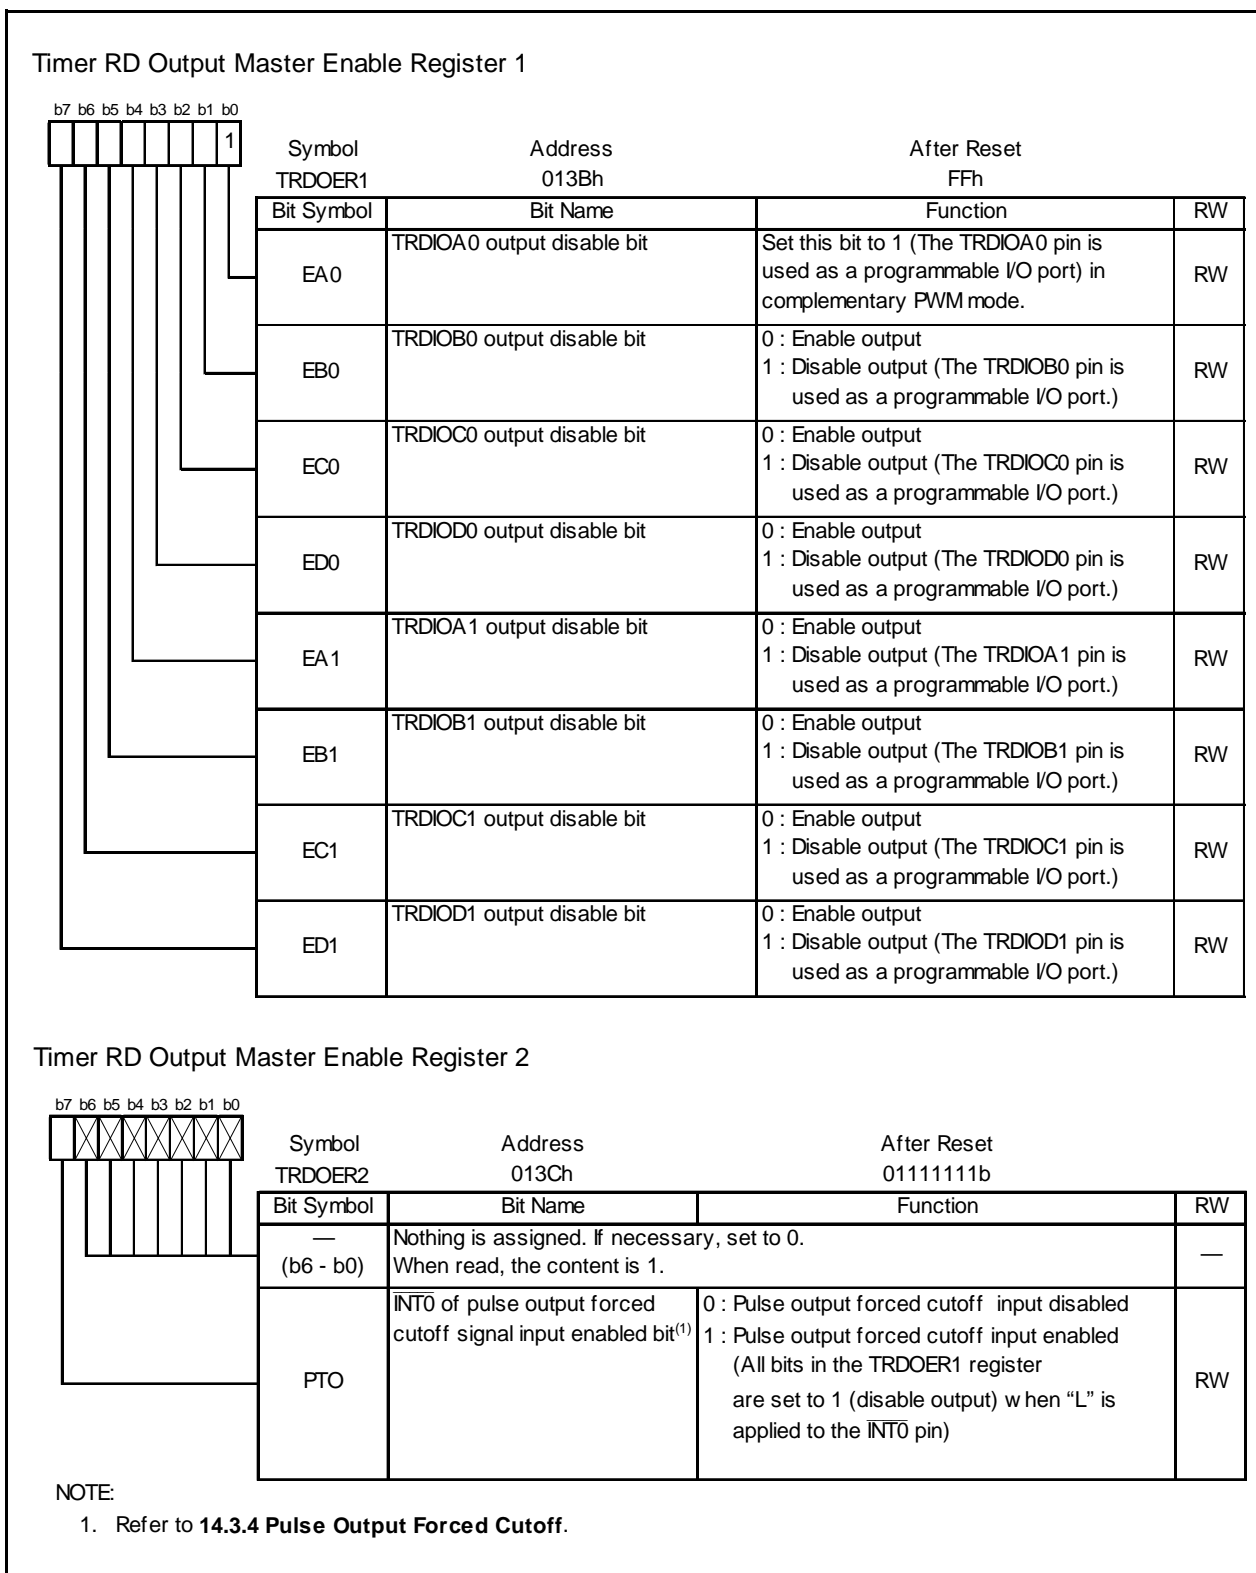 Timer RD Output Master Enable Register 1
b7 b6 b5 b4 b3 b2 b1 b0
1
Symbol Address After Reset
TRDOER1 013Bh FFh
Bit Symbol Bit Name Function RW
EA0 TRDIOA0 output disable bit Set this bit to 1 (The TRDIOA0 pin is
used as a programmable I/O port) in
complementary PWM mode. RW
EB0 TRDIOB0 output disable bit 0 : Enable output
1 : Disable output (The TRDIOB0 pin is
used as a programmable I/O port.) RW
EC0 TRDIOC0 output disable bit 0 : Enable output
1 : Disable output (The TRDIOC0 pin is
used as a programmable I/O port.) RW
ED0 TRDIOD0 output disable bit 0 : Enable output
1 : Disable output (The TRDIOD0 pin is
used as a programmable I/O port.) RW
EA1 TRDIOA1 output disable bit 0 : Enable output
1 : Disable output (The TRDIOA1 pin is
used as a programmable I/O port.) RW
EB1 TRDIOB1 output disable bit 0 : Enable output
1 : Disable output (The TRDIOB1 pin is
used as a programmable I/O port.) RW
EC1 TRDIOC1 output disable bit 0 : Enable output
1 : Disable output (The TRDIOC1 pin is
used as a programmable I/O port.) RW
ED1 TRDIOD1 output disable bit 0 : Enable output
1 : Disable output (The TRDIOD1 pin is
used as a programmable I/O port.) RW
Timer RD Output Master Enable Register 2
b7 b6 b5 b4 b3 b2 b1 b0
Symbol Address After Reset
TRDOER2 013Ch 01111111b
Bit Symbol Bit Name Function RW
— Nothing is assigned. If necessary, set to 0.
(b6 - b0) When read, the content is 1. —
PTO INT0 of pulse output forced
cutoff signal input enabled bit(1) 0 : Pulse output forced cutoff input disabled
1 : Pulse output forced cutoff input enabled
(All bits in the TRDOER1 register
are set to 1 (disable output) when “L” is
applied to the INT0 pin) RW
NOTE:
1. Refer to 14.3.4 Pulse Output Forced Cutoff.